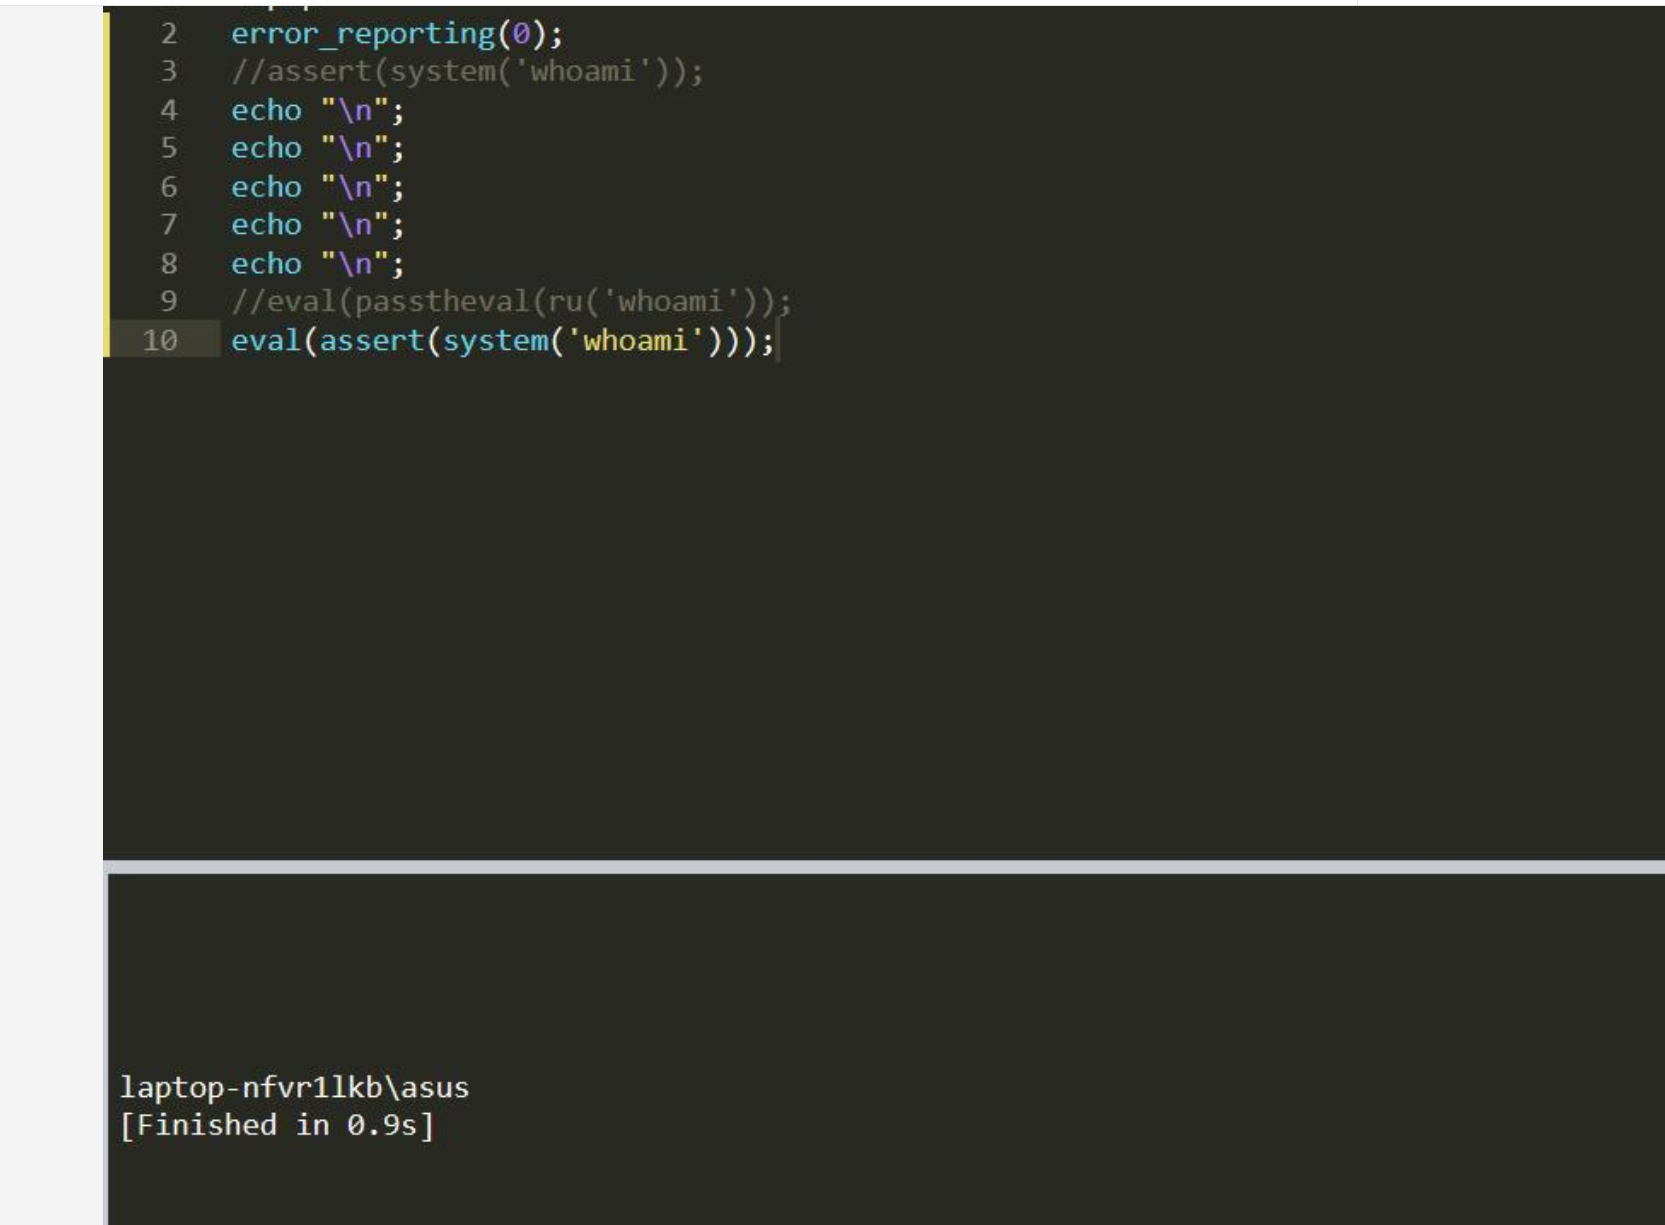 2 error_reporting(0);
3 //assert(system('whoami'));
4 echo "\n";
5 echo "\n";
6 echo "\n";
7 echo "\n";
8 echo "\n";
9 //eval(passtheval(ru('whoami'));
10 eval(assert(system('whoami')));
laptop-nfvr1lkb\asus
[Finished in 0.9s]